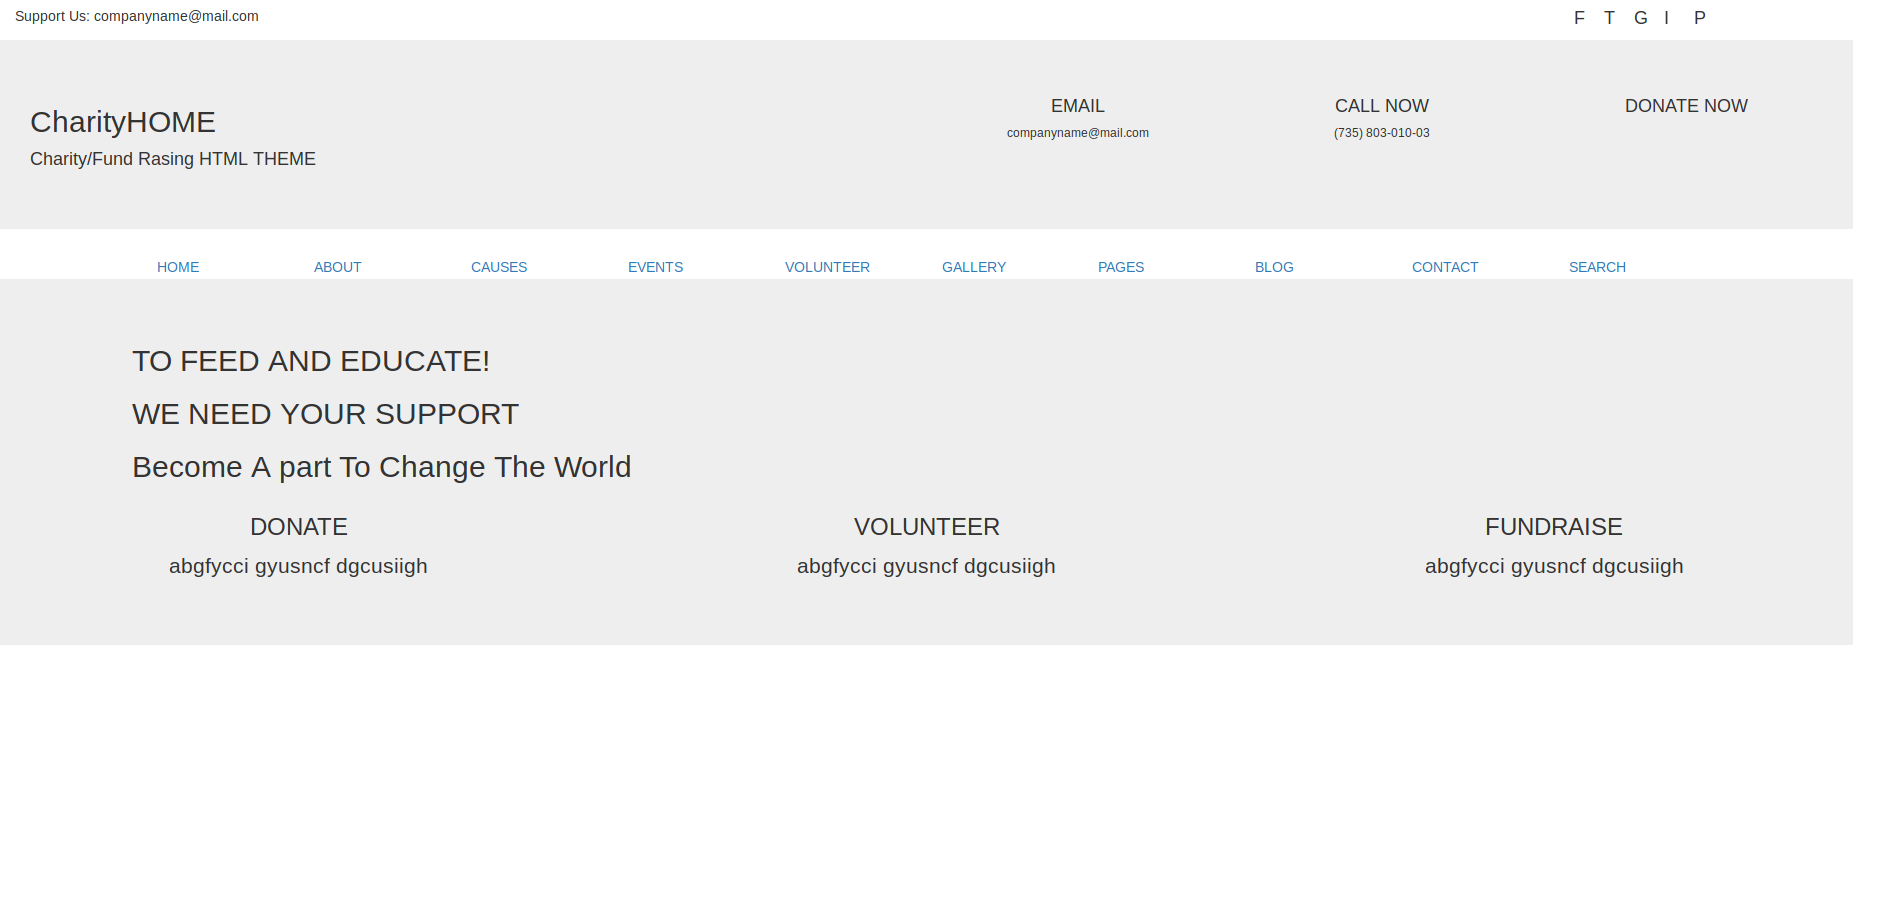 Support Us: companyname@mail.com F T G I P
CharityHOME
Charity/Fund Rasing HTML THEME
EMAIL
companyname@mail.com
CALL NOW
(735) 803-010-03
DONATE NOW
HOME ABOUT CAUSES EVENTS VOLUNTEER GALLERY PAGES BLOG CONTACT SEARCH
TO FEED AND EDUCATE!
WE NEED YOUR SUPPORT
Become A part To Change The World
DONATE
abgfycci gyusncf dgcusiigh
VOLUNTEER
abgfycci gyusncf dgcusiigh
FUNDRAISE
abgfycci gyusncf dgcusiigh